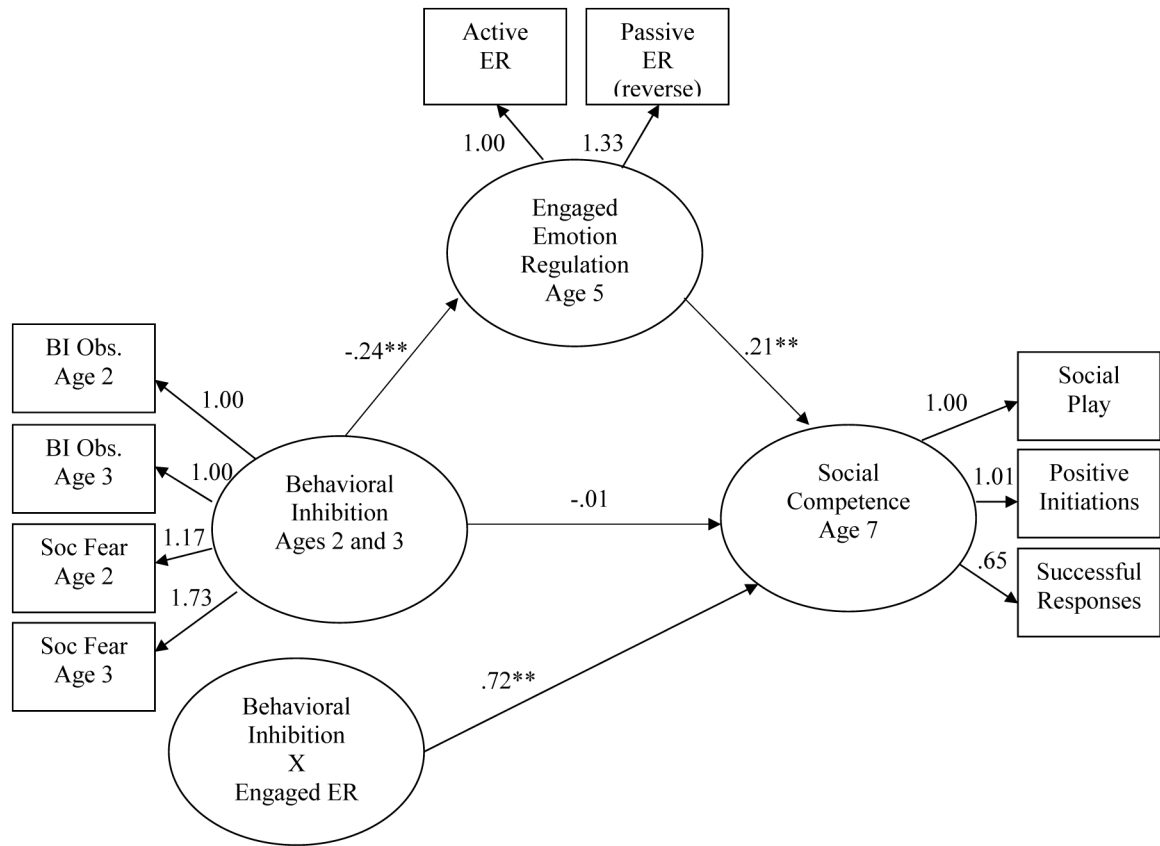 Active
ER
Passive
ER
(reverse)
1.00
1.33
Engaged
Emotion
Regulation
Age 5
-.24**
.21**
BI Obs.
Age 2
BI Obs.
Age 3
Soc Fear
Age 2
Soc Fear
Age 3
1.00
1.00
1.17
1.73
Behavioral
Inhibition
Ages 2 and 3
-.01
Social
Competence
Age 7
1.00
1.01
.65
Social
Play
Positive
Initiations
Successful
Responses
.72**
Behavioral
Inhibition
X
Engaged ER